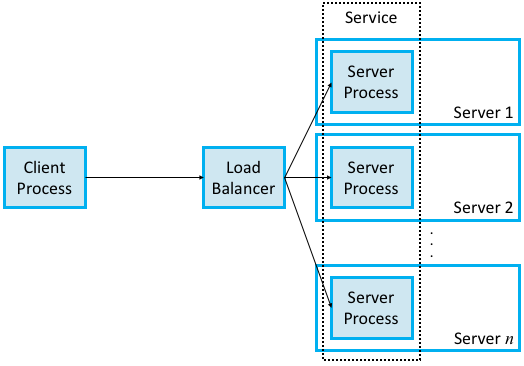 Service
Server
Process
Server 1
Client
Process
Load
Balancer
Server
Process
Server 2
.
.
.
Server
Process
Server n